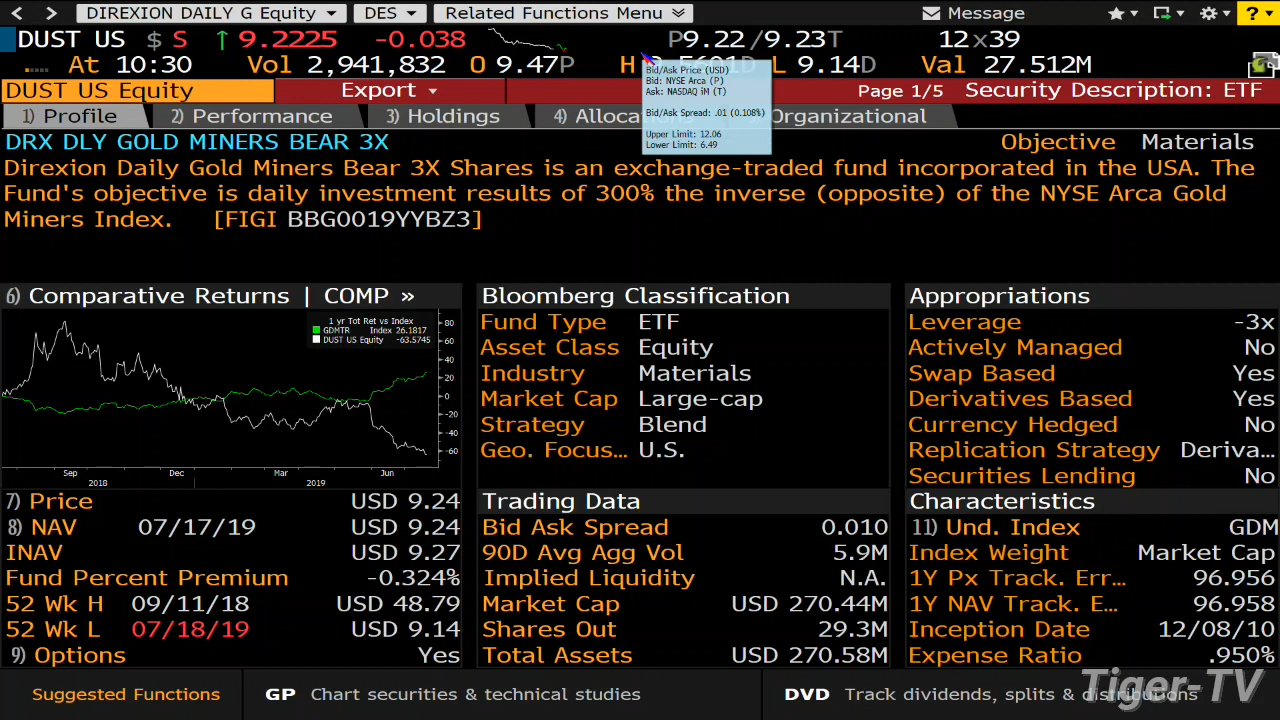 DIREXION DAILY G Equity DES Related Functions Menu Message ?
DUST US $ S ↑ 9.2225 -0.038 P9.22/9.23T 12x39
At 10:30 Vol 2,941,832 O 9.47P H D L 9.14D Val 27.512M
Bid/Ask Price (USD)
Bid: NYSE Arca (P)
Ask: NASDAQ iM (T)
Bid/Ask Spread: .01 (0.108%)
Upper Limit: 12.06
Lower Limit: 6.49
DUST US Equity Export Page 1/5 Security Description: ETF
1) Profile 2) Performance 3) Holdings 4) Organizational
DRX DLY GOLD MINERS BEAR 3X Objective Materials
Direxion Daily Gold Miners Bear 3X Shares is an exchange-traded fund incorporated in the USA. The
Fund's objective is daily investment results of 300% the inverse (opposite) of the NYSE Arca Gold
Miners Index. [FIGI BBG0019YYBZ3]
6) Comparative Returns | COMP »
1 yr Tot Ret vs Index
GDMTR Index 26.1817
DUST US Equity -63.5745
80
60
40
20
0
-20
-40
-60
Sep Dec Mar Jun
2018 2019
7) Price USD 9.24
8) NAV 07/17/19 USD 9.24
INAV USD 9.27
Fund Percent Premium -0.324%
52 Wk H 09/11/18 USD 48.79
52 Wk L 07/18/19 USD 9.14
9) Options Yes
Bloomberg Classification
Fund Type ETF
Asset Class Equity
Industry Materials
Market Cap Large-cap
Strategy Blend
Geo. Focus... U.S.
Trading Data
Bid Ask Spread 0.010
90D Avg Agg Vol 5.9M
Implied Liquidity N.A.
Market Cap USD 270.44M
Shares Out 29.3M
Total Assets USD 270.58M
Appropriations
Leverage -3x
Actively Managed No
Swap Based Yes
Derivatives Based Yes
Currency Hedged No
Replication Strategy Deriva...
Securities Lending No
Characteristics
11) Und. Index GDM
Index Weight Market Cap
1Y Px Track. Err... 96.956
1Y NAV Track. E... 96.958
Inception Date 12/08/10
Expense Ratio .950%
Suggested Functions GP Chart securities & technical studies DVD Track dividends, splits & distributions
Tiger-TV